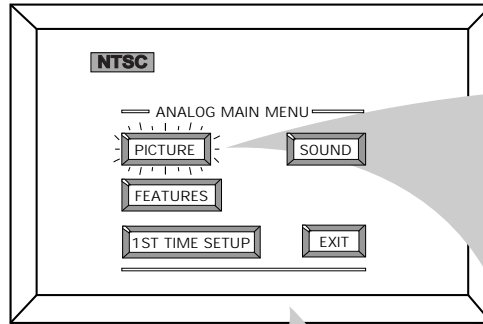 NTSC
ANALOG MAIN MENU
PICTURE SOUND
FEATURES
1ST TIME SETUP EXIT